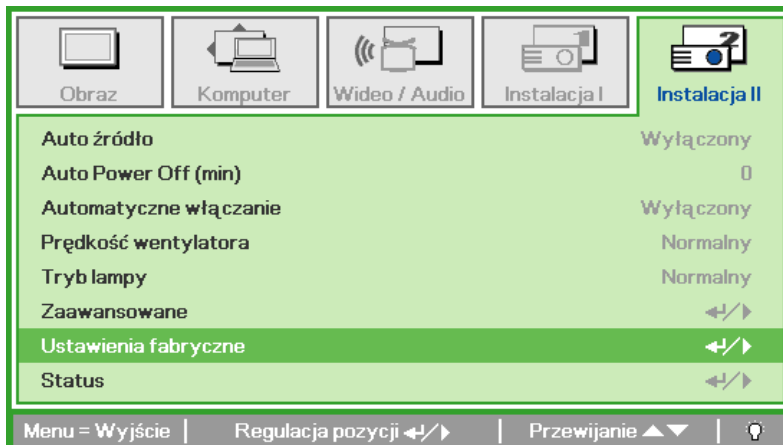 Obraz
Komputer
Wideo / Audio
Instalacja I
Instalacja II
Auto źródło Wyłączony
Auto Power Off (min) 0
Automatyczne włączanie Wyłączony
Prędkość wentylatora Normalny
Tryb lampy Normalny
Zaawansowane ↵/▶
Ustawienia fabryczne ↵/▶
Status ↵/▶
Menu = Wyjście | Regulacja pozycji ↵/▶ | Przewijanie ▲▼ |